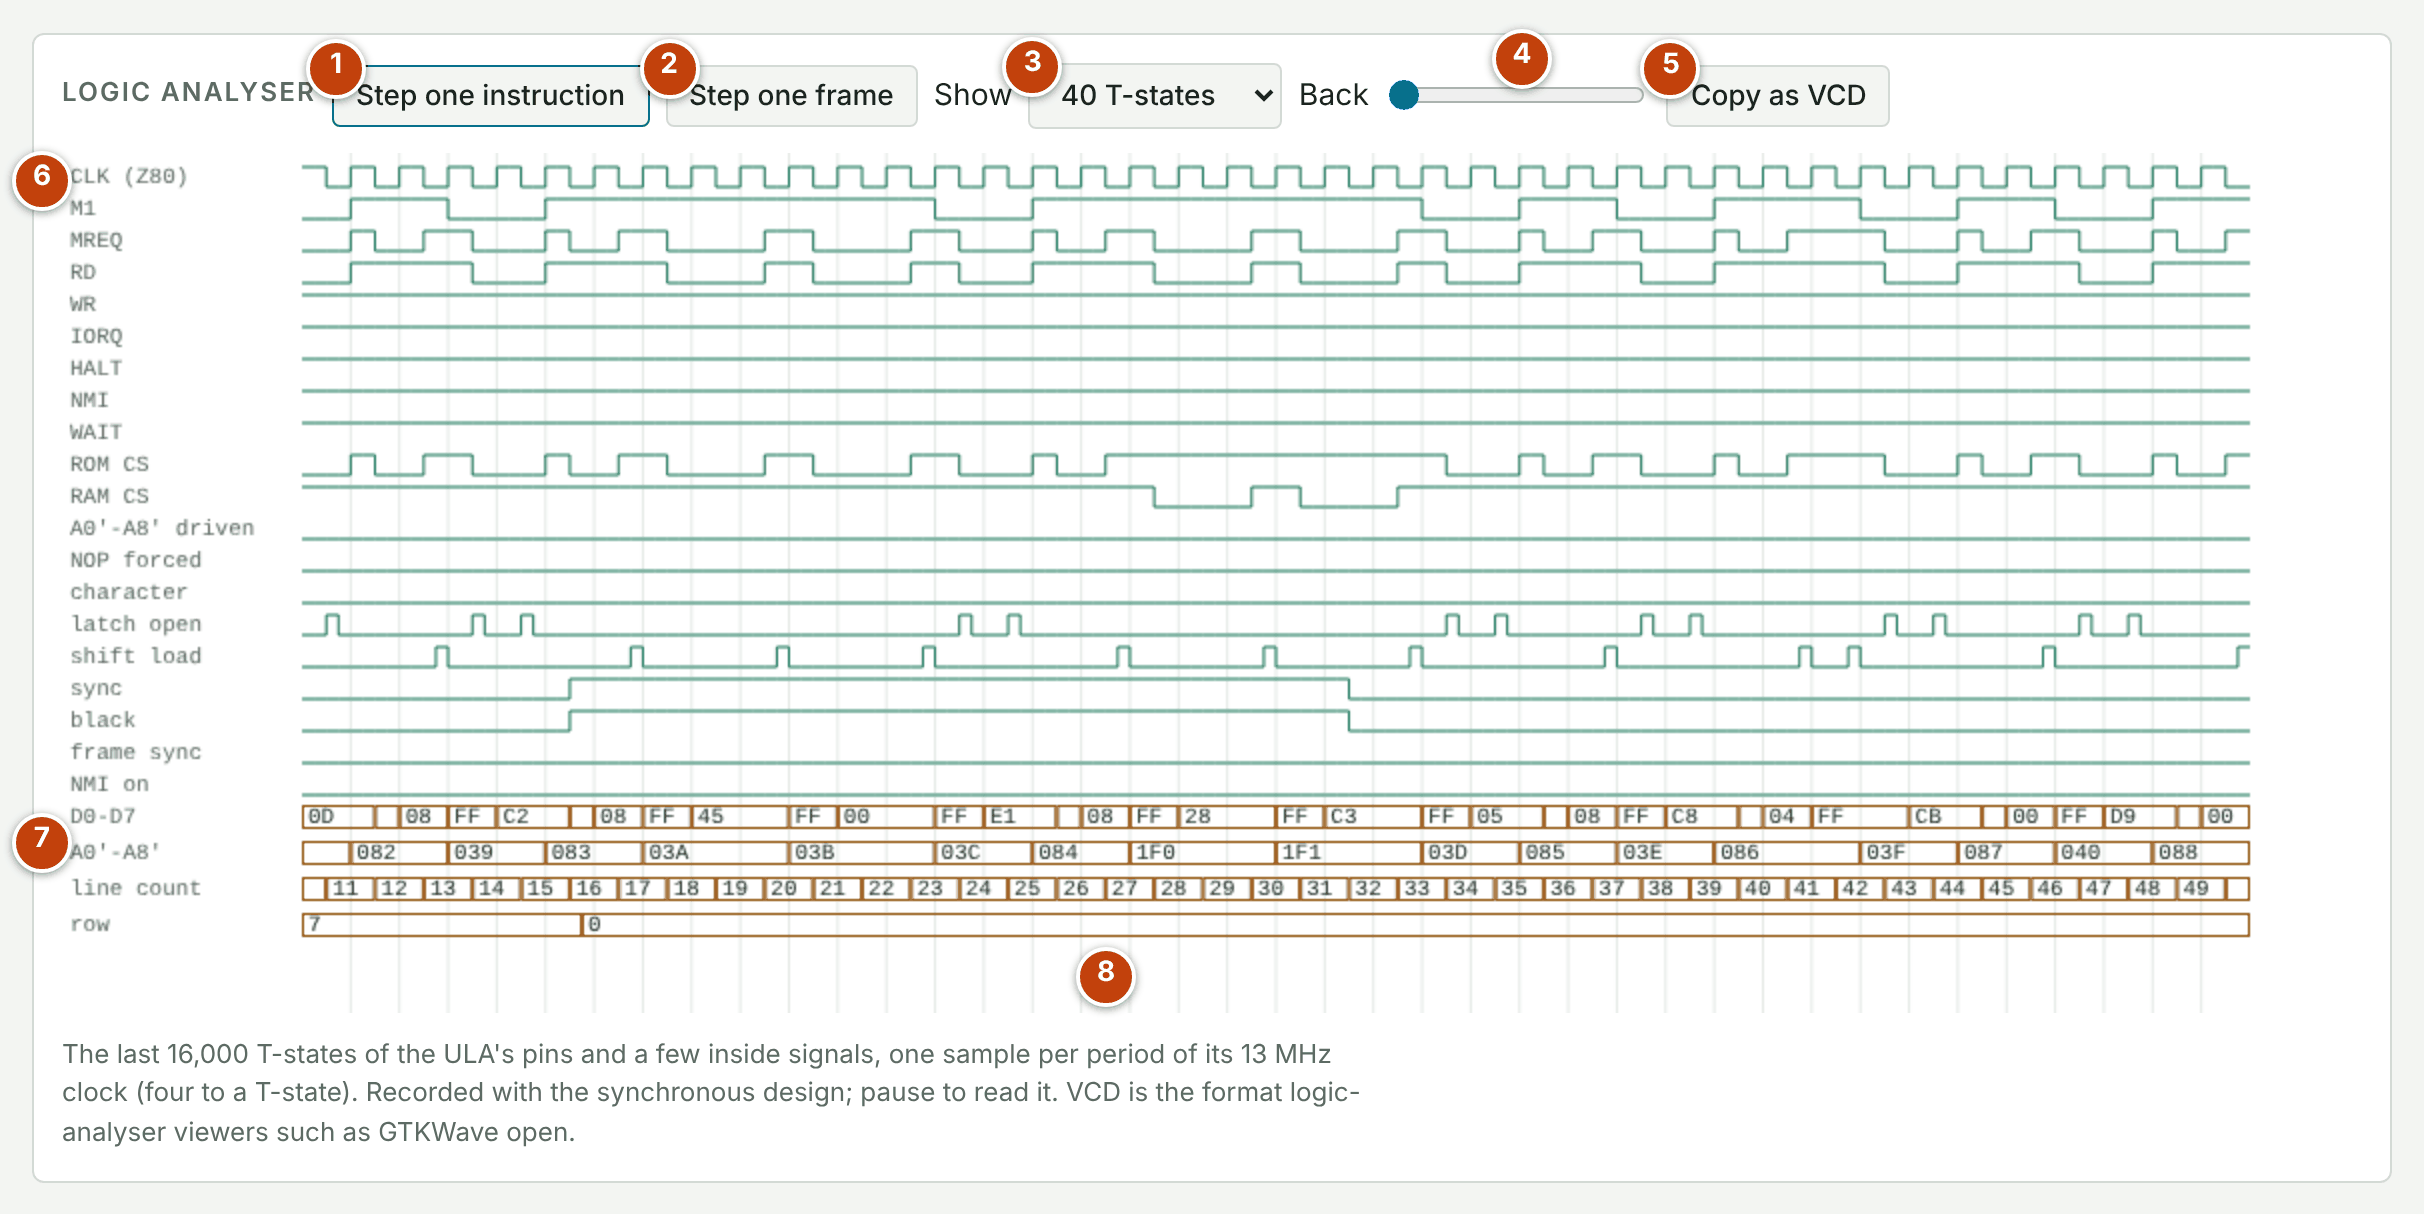 1 2 3 4 5
LOGIC ANALYSER Step one instruction Step one frame Show 40 T-states Back Copy as VCD
6
CLK (Z80)
M1
MREQ
RD
WR
IORQ
HALT
NMI
WAIT
ROM CS
RAM CS
A0'-A8' driven
NOP forced
character
latch open
shift load
sync
black
frame sync
NMI on
D0-D7 0D 08 FF C2 08 FF 45 FF 00 FF E1 08 FF 28 FF C3 FF 05 08 FF C8 04 FF CB 00 FF D9 00
7
A0'-A8' 082 039 083 03A 03B 03C 084 1F0 1F1 03D 085 03E 086 03F 087 040 088
line count 11 12 13 14 15 16 17 18 19 20 21 22 23 24 25 26 27 28 29 30 31 32 33 34 35 36 37 38 39 40 41 42 43 44 45 46 47 48 49
row 7 0
8
The last 16,000 T-states of the ULA's pins and a few inside signals, one sample per period of its 13 MHz
clock (four to a T-state). Recorded with the synchronous design; pause to read it. VCD is the format logic-
analyser viewers such as GTKWave open.